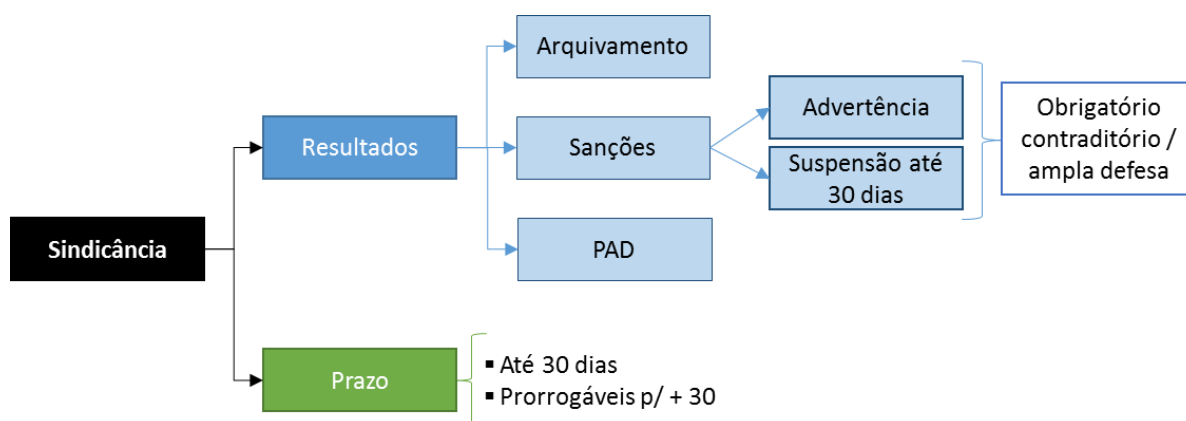 Sindicância
Resultados
Arquivamento
Sanções
Advertência
Suspensão até
30 dias
Obrigatório
contraditório /
ampla defesa
PAD
Prazo
▪ Até 30 dias
▪ Prorrogáveis p/ + 30